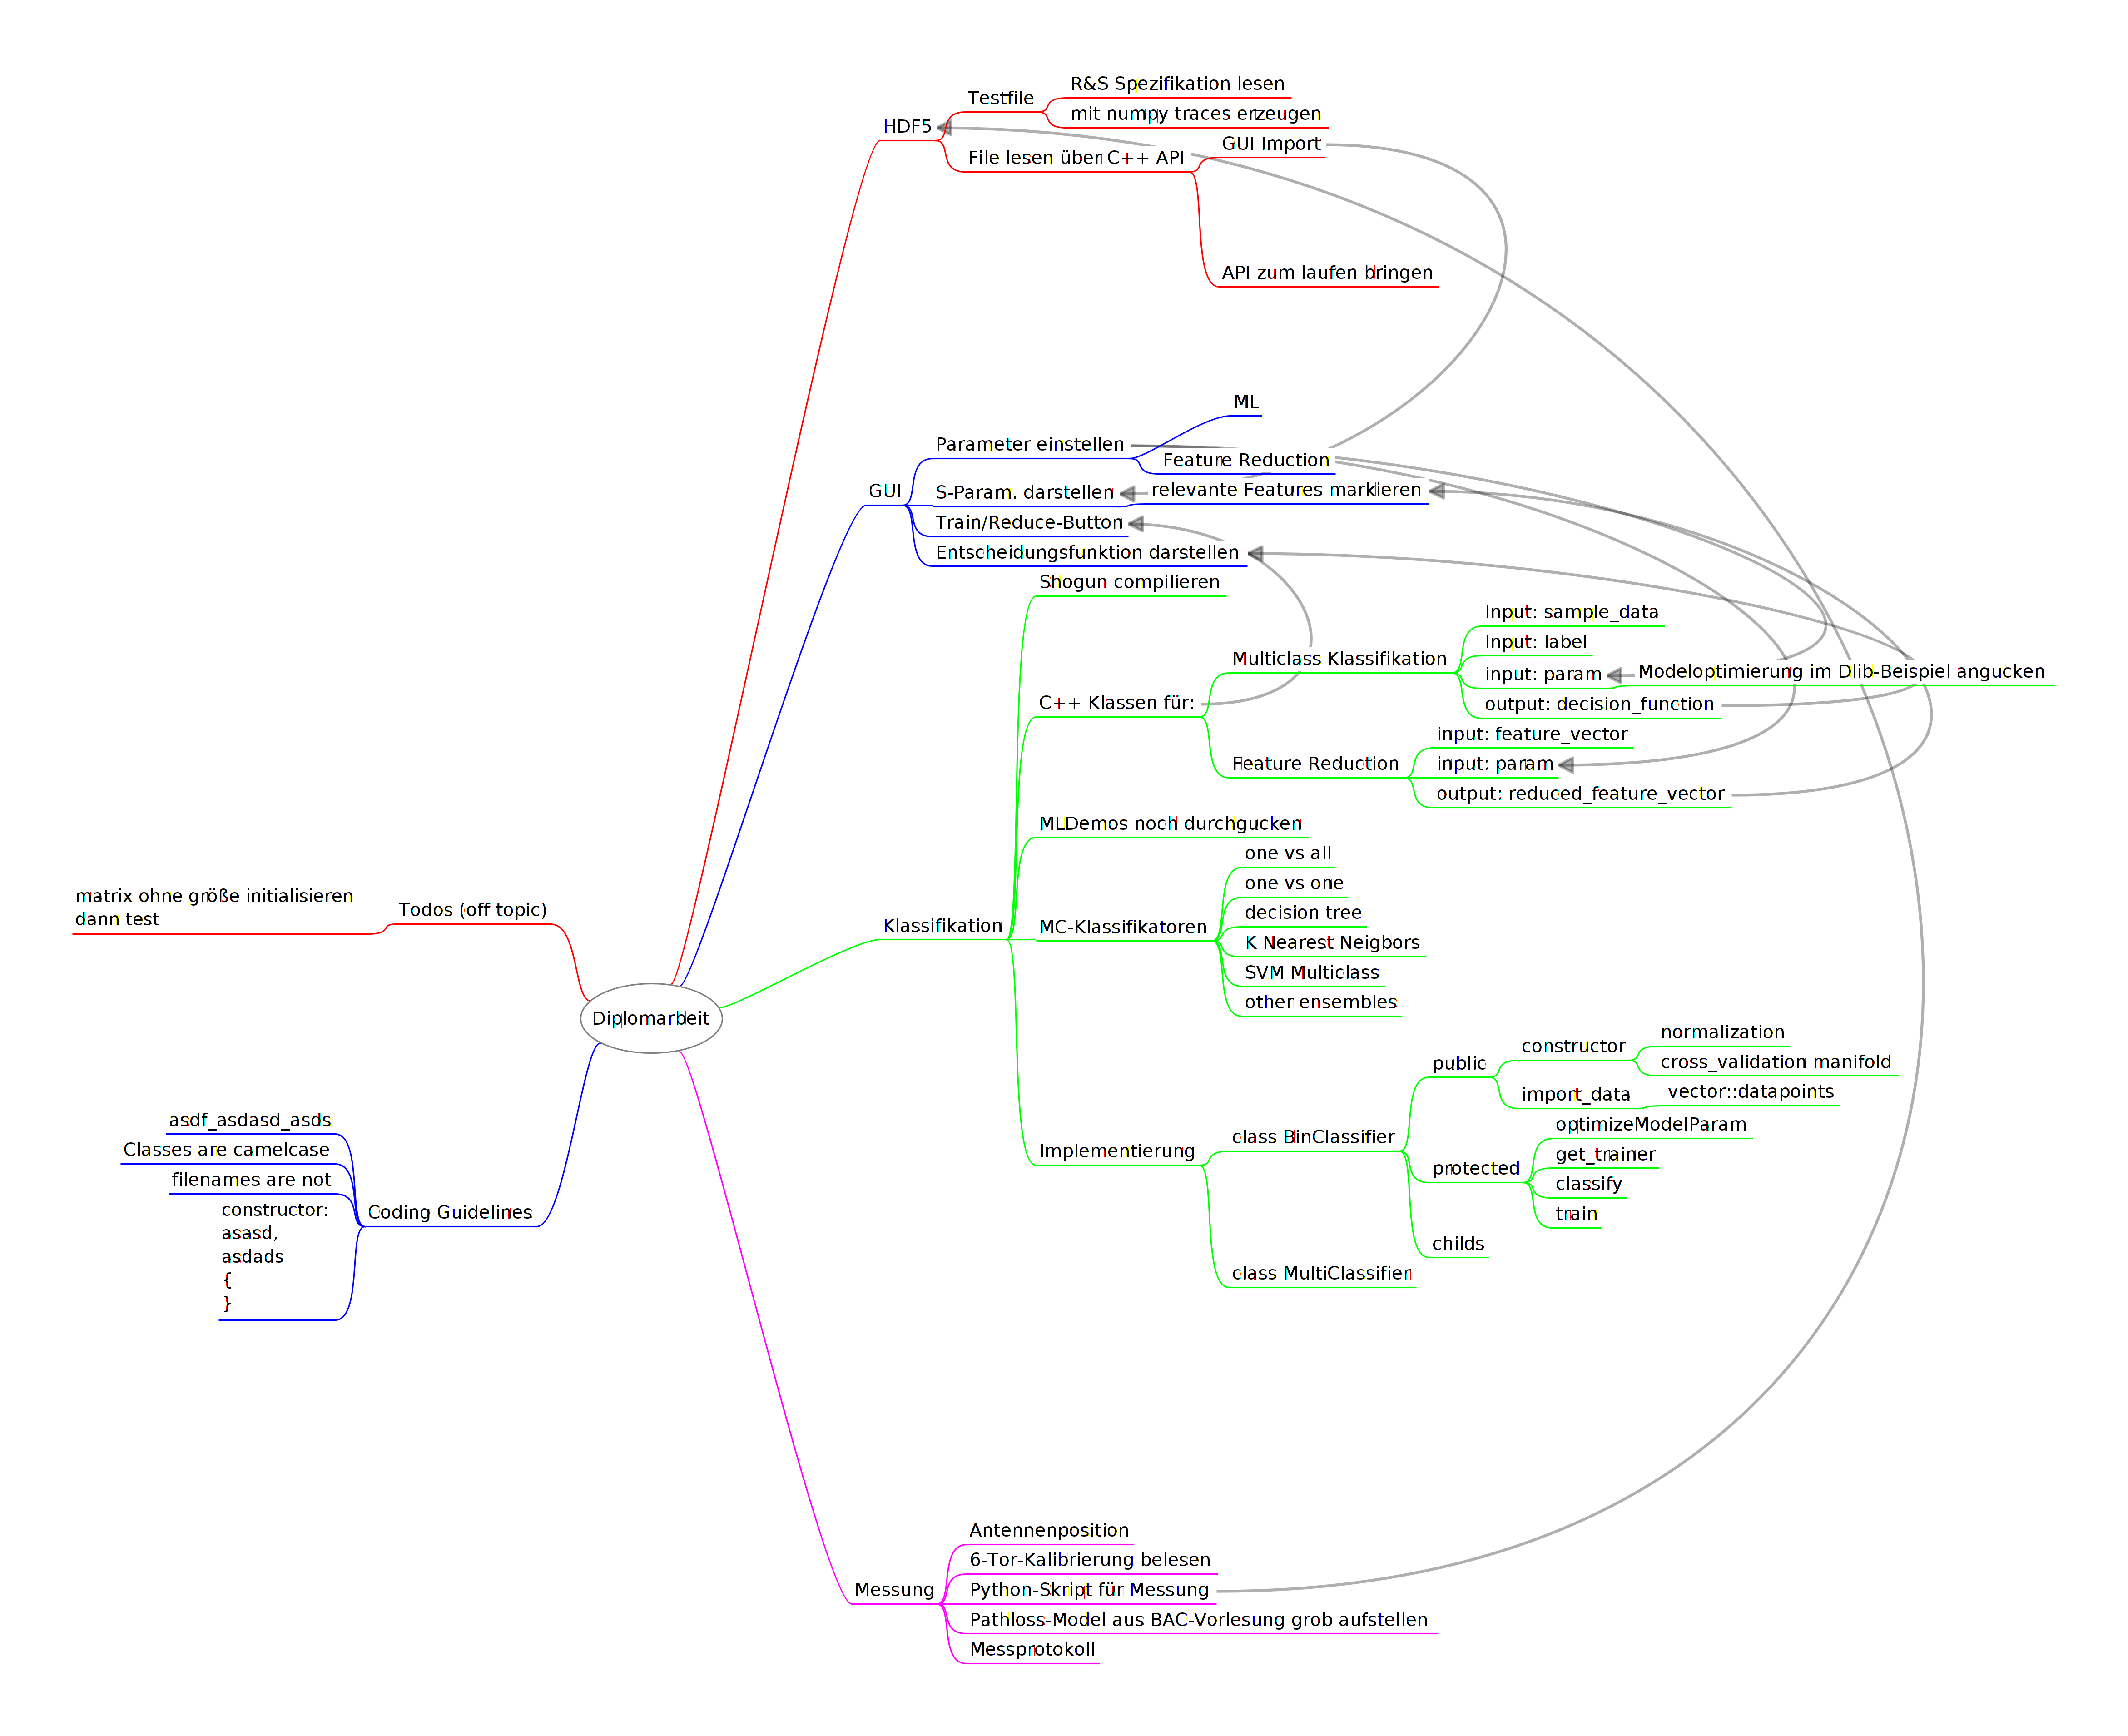 R&S Spezifikation lesen
Testfile
mit numpy traces erzeugen
HDF5
GUI Import
File lesen über C++ API
API zum laufen bringen
ML
Parameter einstellen
Feature Reduction
GUI
S-Param. darstellen
relevante Features markieren
Train/Reduce-Button
Entscheidungsfunktion darstellen
Shogun compilieren
Input: sample_data
Input: label
Multiclass Klassifikation
input: param
Modeloptimierung im Dlib-Beispiel angucken
output: decision_function
C++ Klassen für:
input: feature_vector
Feature Reduction
input: param
output: reduced_feature_vector
MLDemos noch durchgucken
one vs all
one vs one
decision tree
Klassifikation
MC-Klassifikatoren
K Nearest Neigbors
SVM Multiclass
other ensembles
matrix ohne größe initialisieren
dann test
Todos (off topic)
Diplomarbeit
normalization
constructor
cross_validation manifold
public
import_data
vector::datapoints
optimizeModelParam
class BinClassifier
get_trainer
Implementierung
protected
classify
train
childs
class MultiClassifier
asdf_asdasd_asds
Classes are camelcase
filenames are not
Coding Guidelines
constructor:
asasd,
asdads
{
}
Antennenposition
6-Tor-Kalibrierung belesen
Messung
Python-Skript für Messung
Pathloss-Model aus BAC-Vorlesung grob aufstellen
Messprotokoll